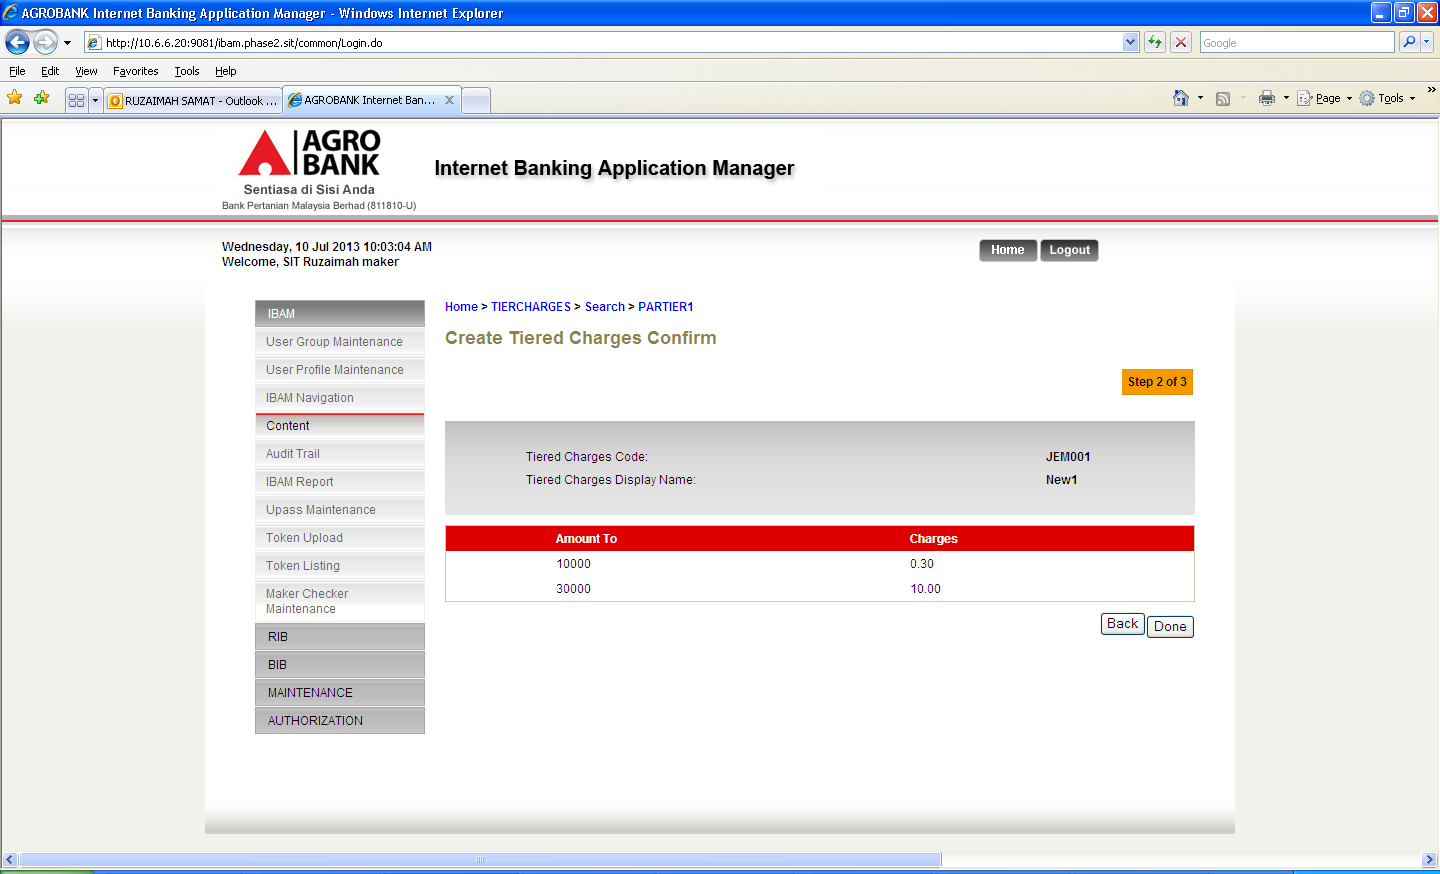 AGROBANK Internet Banking Application Manager - Windows Internet Explorer
http://10.6.6.20:9081/ibam.phase2.sit/common/Login.do
Google
File Edit View Favorites Tools Help
RUZAIMAH SAMAT - Outlook ...
AGROBANK Internet Ban...
Page
Tools
AGRO
BANK
Sentiasa di Sisi Anda
Bank Pertanian Malaysia Berhad (811810-U)
Internet Banking Application Manager
Wednesday, 10 Jul 2013 10:03:04 AM
Welcome, SIT Ruzaimah maker
Home
Logout
IBAM
User Group Maintenance
User Profile Maintenance
IBAM Navigation
Content
Audit Trail
IBAM Report
Upass Maintenance
Token Upload
Token Listing
Maker Checker
Maintenance
RIB
BIB
MAINTENANCE
AUTHORIZATION
Home > TIERCHARGES > Search > PARTIER1
Create Tiered Charges Confirm
Step 2 of 3
Tiered Charges Code: JEM001
Tiered Charges Display Name: New1
Amount To Charges
10000 0.30
30000 10.00
Back
Done